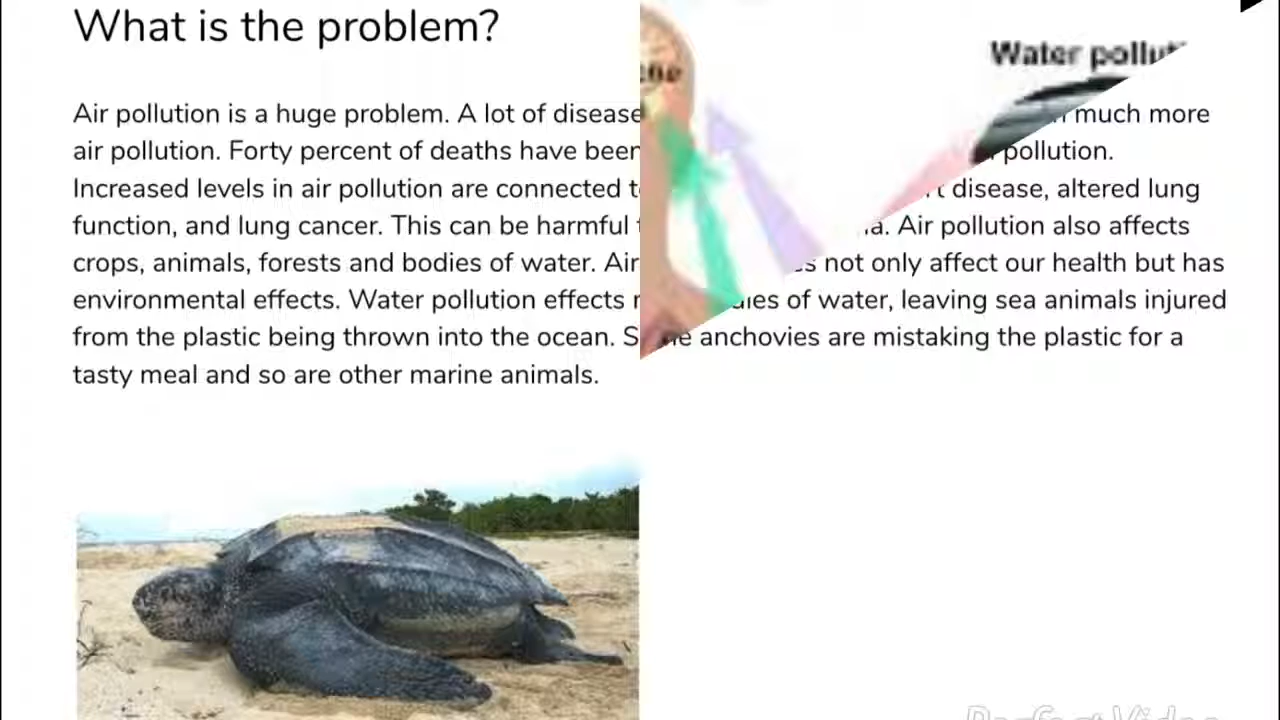 What is the problem?
Water pollut
Air pollution is a huge problem. A lot of disease much more
air pollution. Forty percent of deaths have been pollution.
Increased levels in air pollution are connected t disease, altered lung
function, and lung cancer. This can be harmful Air pollution also affects
crops, animals, forests and bodies of water. Air not only affect our health but has
environmental effects. Water pollution effects of water, leaving sea animals injured
from the plastic being thrown into the ocean. S anchovies are mistaking the plastic for a
tasty meal and so are other marine animals.
Perfect Video